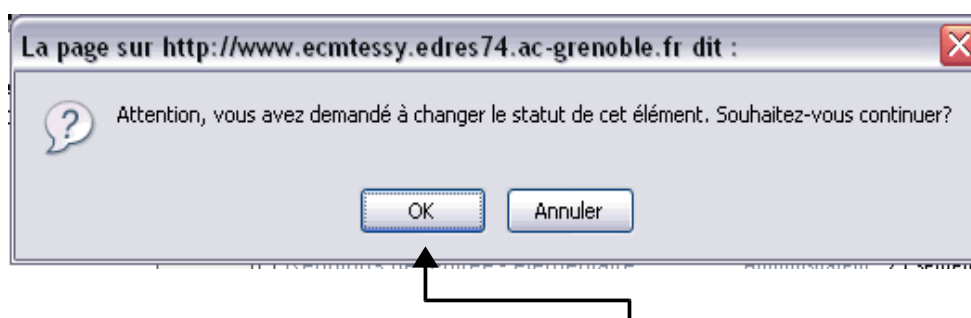 La page sur http://www.ecmtessy.edres74.ac-grenoble.fr dit :
Attention, vous avez demandé à changer le statut de cet élément. Souhaitez-vous continuer?
OK
Annuler